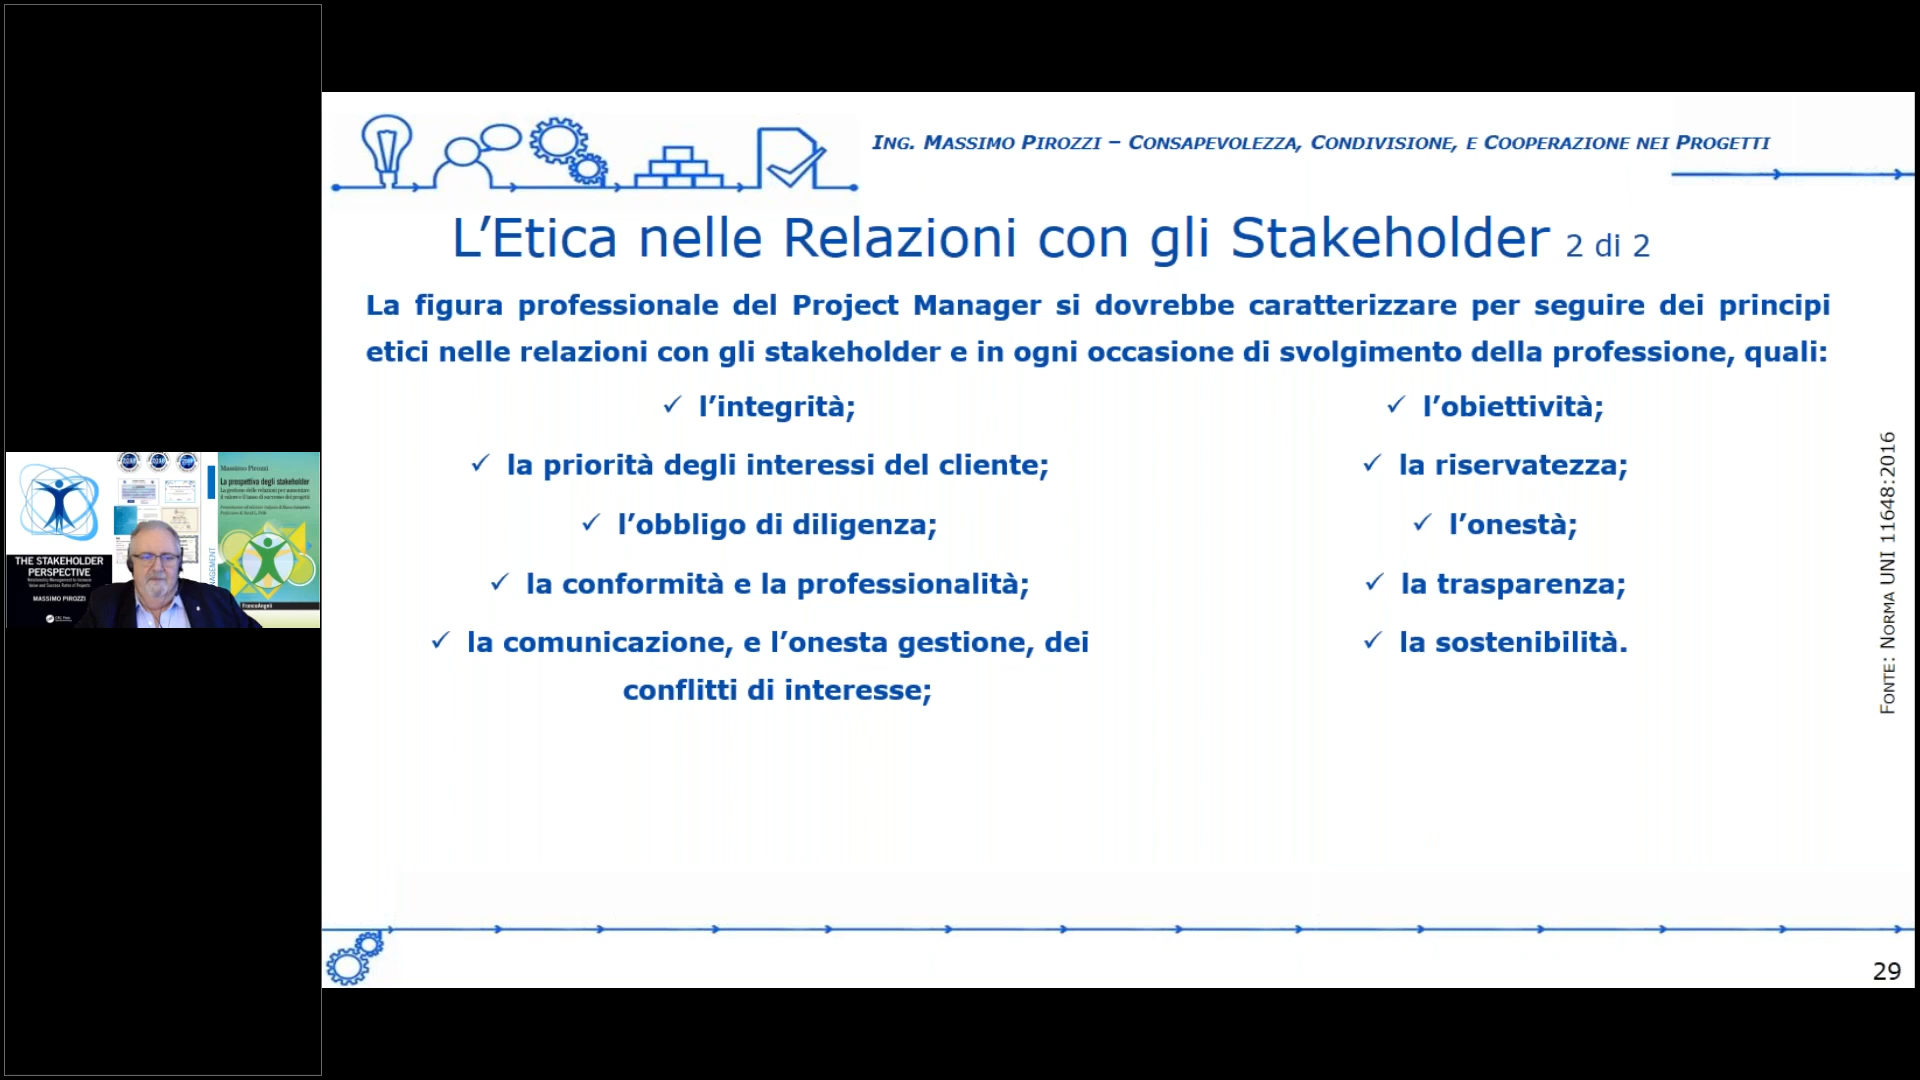 ING. MASSIMO PIROZZI – CONSAPEVOLEZZA, CONDIVISIONE, E COOPERAZIONE NEI PROGETTI
L’Etica nelle Relazioni con gli Stakeholder 2 di 2
La figura professionale del Project Manager si dovrebbe caratterizzare per seguire dei principi
etici nelle relazioni con gli stakeholder e in ogni occasione di svolgimento della professione, quali:
✓ l’integrità;
✓ la priorità degli interessi del cliente;
✓ l’obbligo di diligenza;
✓ la conformità e la professionalità;
✓ la comunicazione, e l’onesta gestione, dei
conflitti di interesse;
✓ l’obiettività;
✓ la riservatezza;
✓ l’onestà;
✓ la trasparenza;
✓ la sostenibilità.
FONTE: NORMA UNI 11648:2016
29
Massimo Pirozzi
La prospettiva degli stakeholder
THE STAKEHOLDER
PERSPECTIVE
MASSIMO PIROZZI
FrancoAngeli